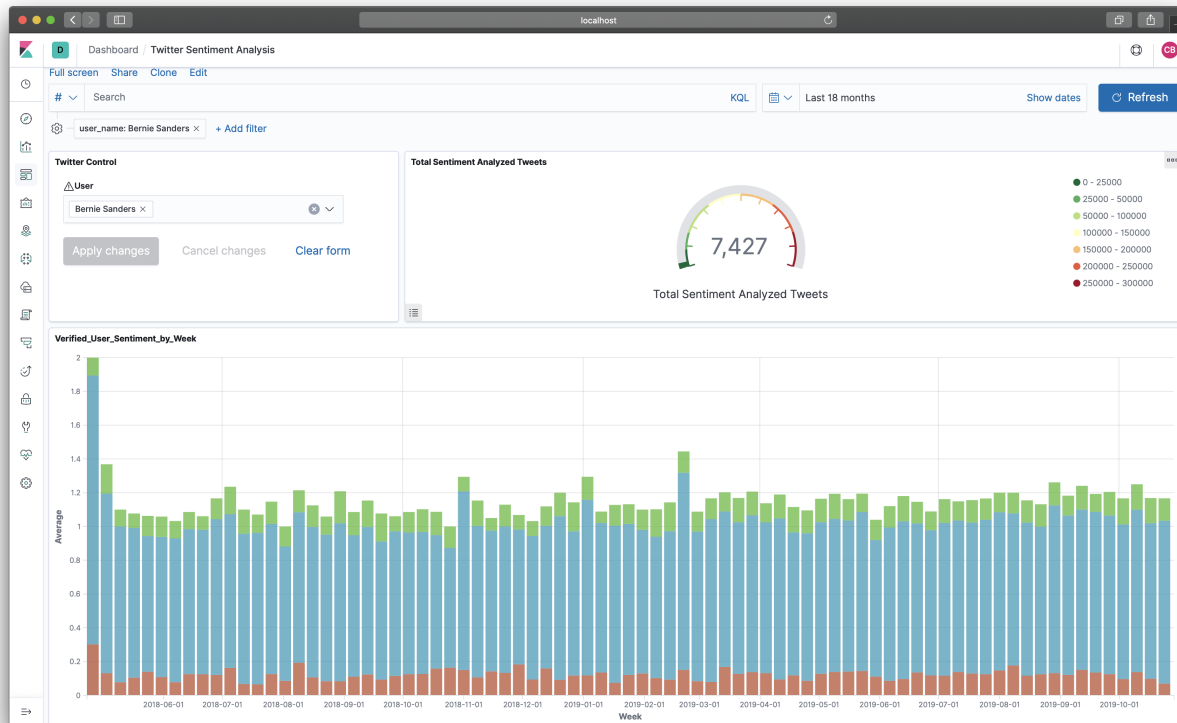 localhost
D Dashboard / Twitter Sentiment Analysis
CB
Full screen Share Clone Edit
# Search KQL Last 18 months Show dates Refresh
user_name: Bernie Sanders × + Add filter
Twitter Control
User
Bernie Sanders ×
Apply changes Cancel changes Clear form
Total Sentiment Analyzed Tweets
7,427
Total Sentiment Analyzed Tweets
0 - 25000
25000 - 50000
50000 - 100000
100000 - 150000
150000 - 200000
200000 - 250000
250000 - 300000
Verified_User_Sentiment_by_Week
2
1.8
1.6
1.4
1.2
1
0.8
0.6
0.4
0.2
0
Average
2018-06-01 2018-07-01 2018-08-01 2018-09-01 2018-10-01 2018-11-01 2018-12-01 2019-01-01 2019-02-01 2019-03-01 2019-04-01 2019-05-01 2019-06-01 2019-07-01 2019-08-01 2019-09-01 2019-10-01
Week